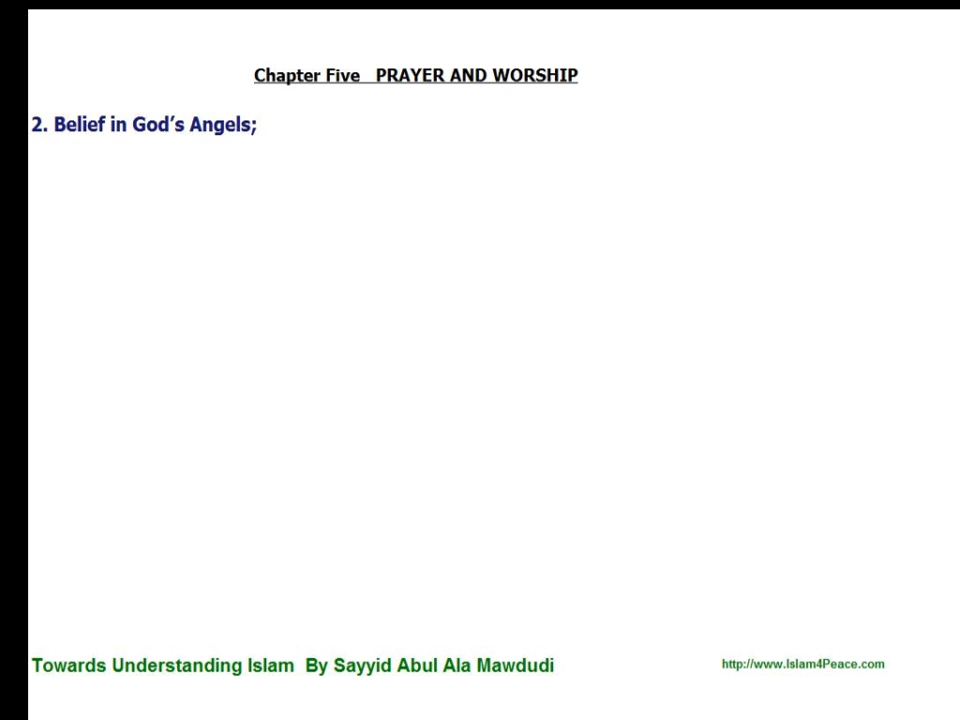 Chapter Five   PRAYER AND WORSHIP
2. Belief in God’s Angels;
Towards Understanding Islam  By Sayyid Abul Ala Mawdudi
http://www.Islam4Peace.com